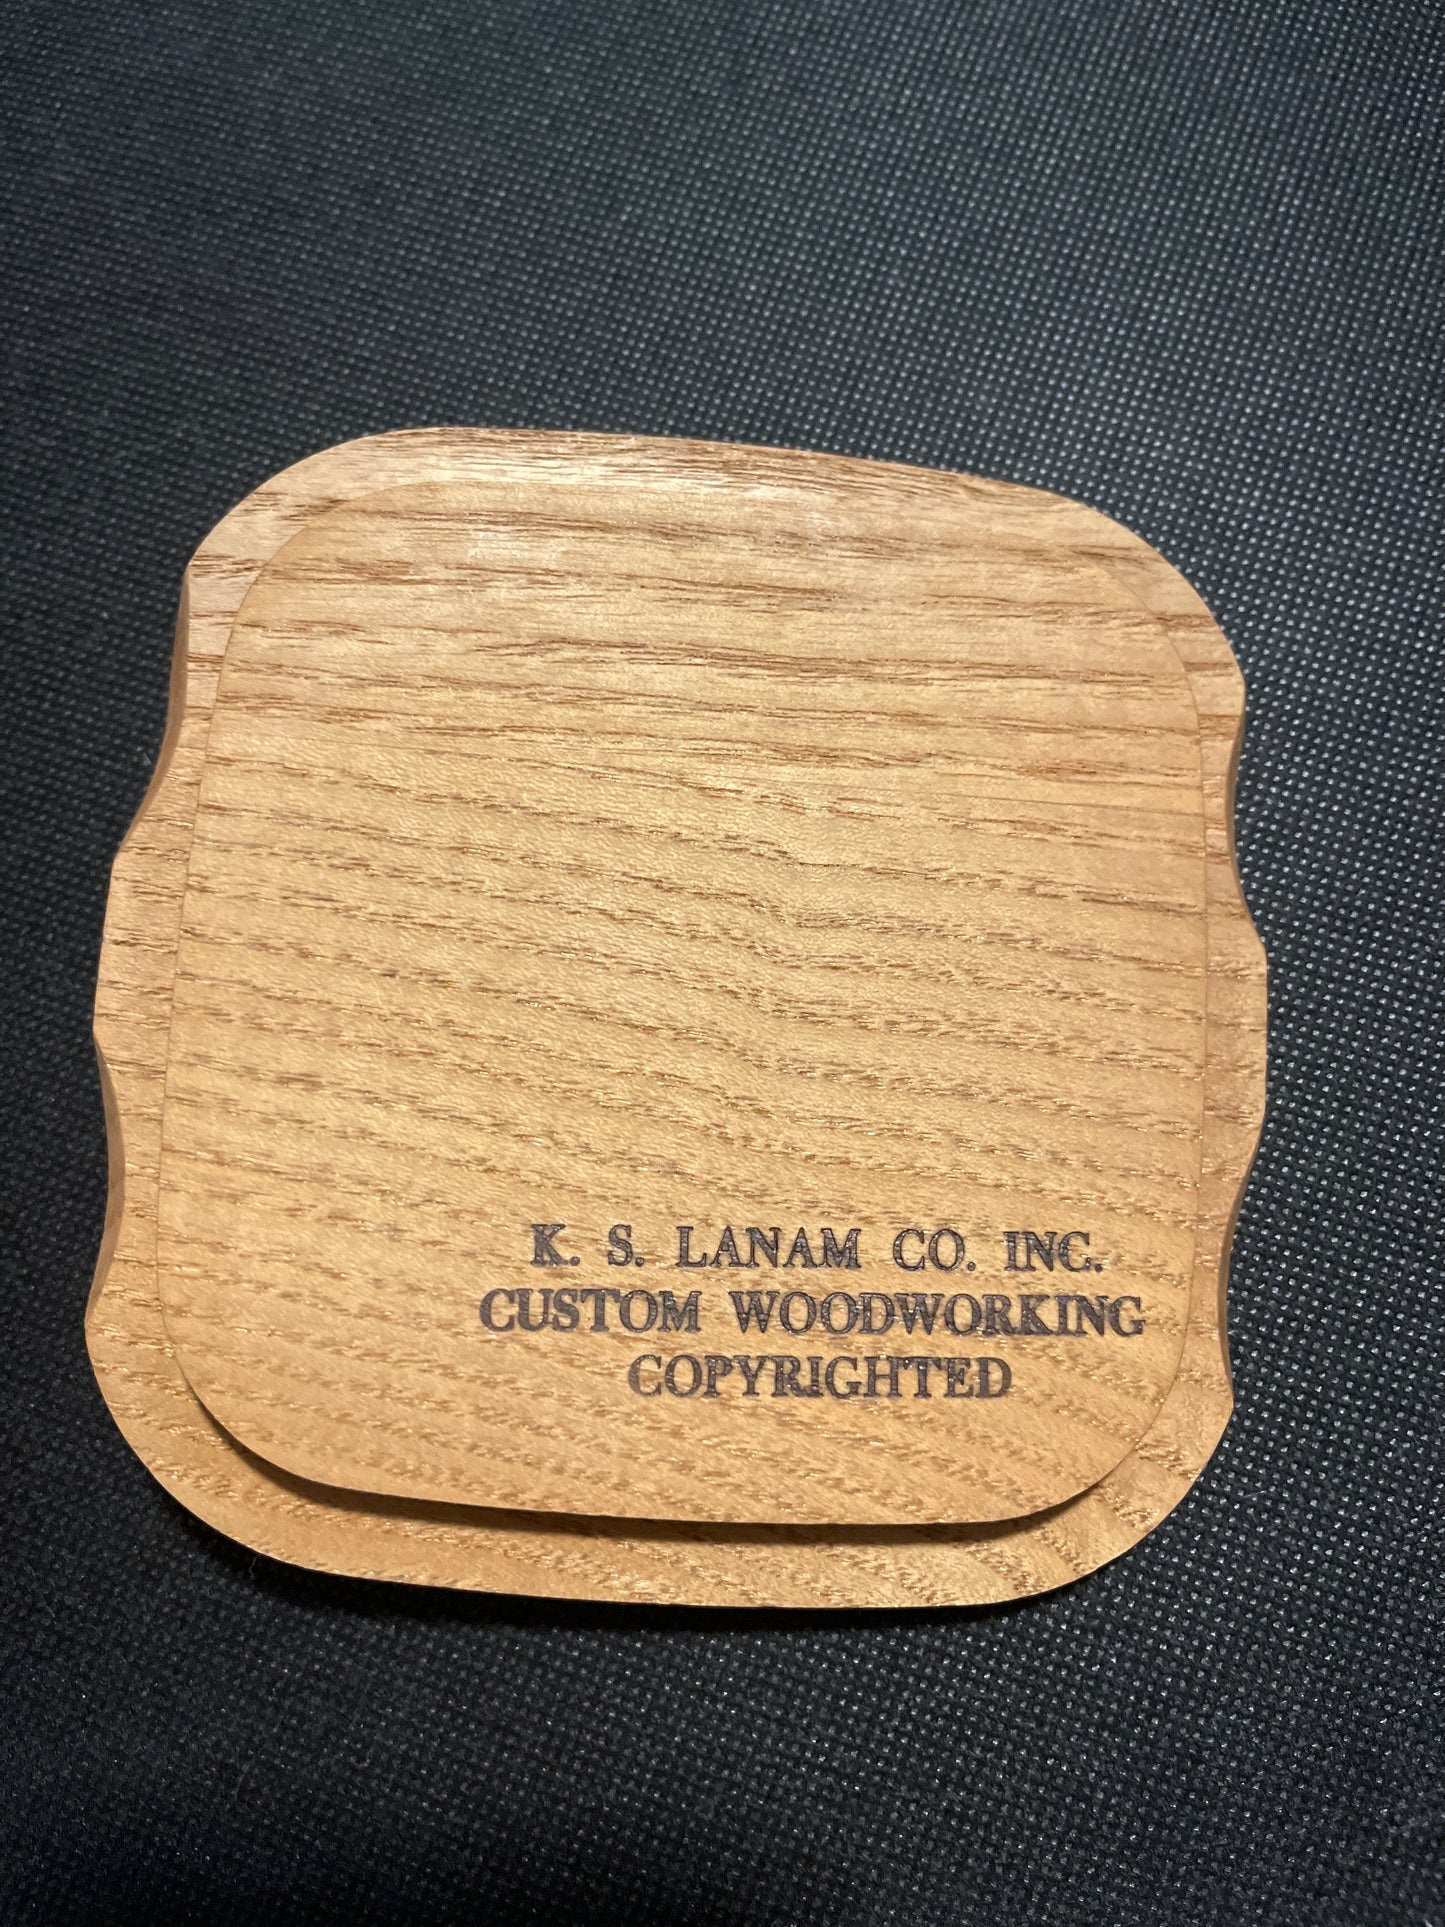 K. S. LANAM CO. INC.
CUSTOM WOODWORKING
COPYRIGHTED